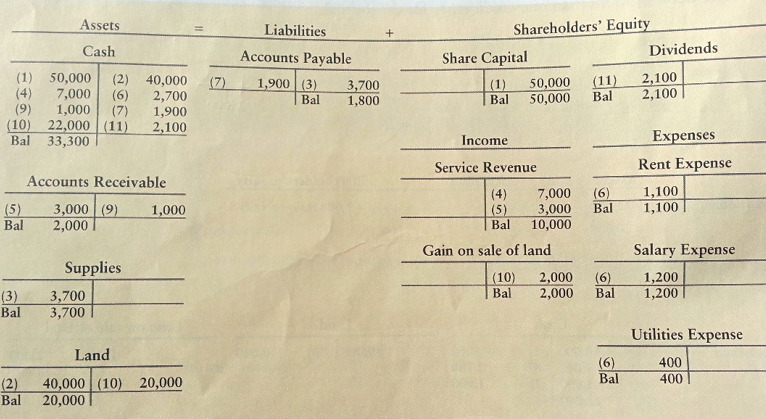 Assets = Liabilities + Shareholders' Equity
Cash
(1) 50,000 (2) 40,000
(4) 7,000 (6) 2,700
(9) 1,000 (7) 1,900
(10) 22,000 (11) 2,100
Bal 33,300
Accounts Receivable
(5) 3,000 (9) 1,000
Bal 2,000
Supplies
(3) 3,700
Bal 3,700
Land
(2) 40,000 (10) 20,000
Bal 20,000
Accounts Payable
(7) 1,900 (3) 3,700
Bal 1,800
Share Capital
(1) 50,000
Bal 50,000
Income
Service Revenue
(4) 7,000
(5) 3,000
Bal 10,000
Gain on sale of land
(10) 2,000
Bal 2,000
Dividends
(11) 2,100
Bal 2,100
Expenses
Rent Expense
(6) 1,100
Bal 1,100
Salary Expense
(6) 1,200
Bal 1,200
Utilities Expense
(6) 400
Bal 400